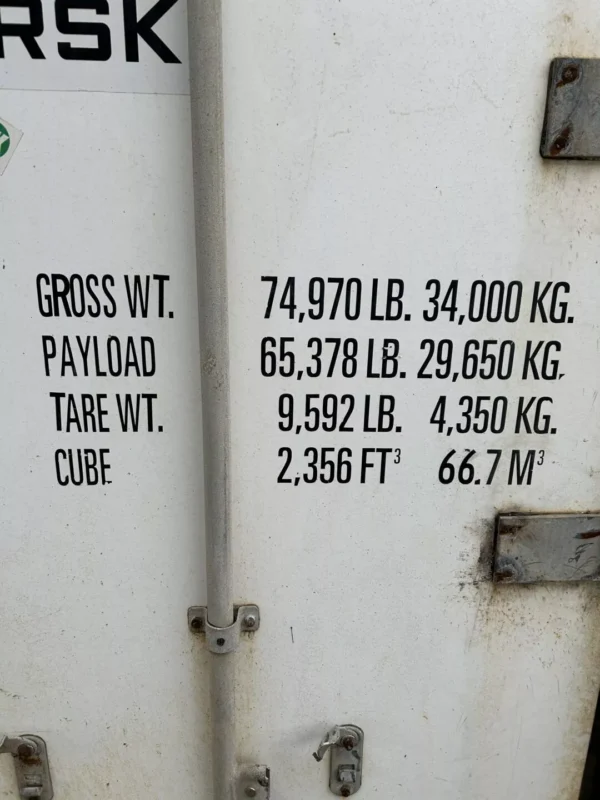 RSK
GROSS WT. 74,970 LB. 34,000 KG.
PAYLOAD 65,378 LB. 29,650 KG.
TARE WT. 9,592 LB. 4,350 KG.
CUBE 2,356 FT³ 66.7 M³